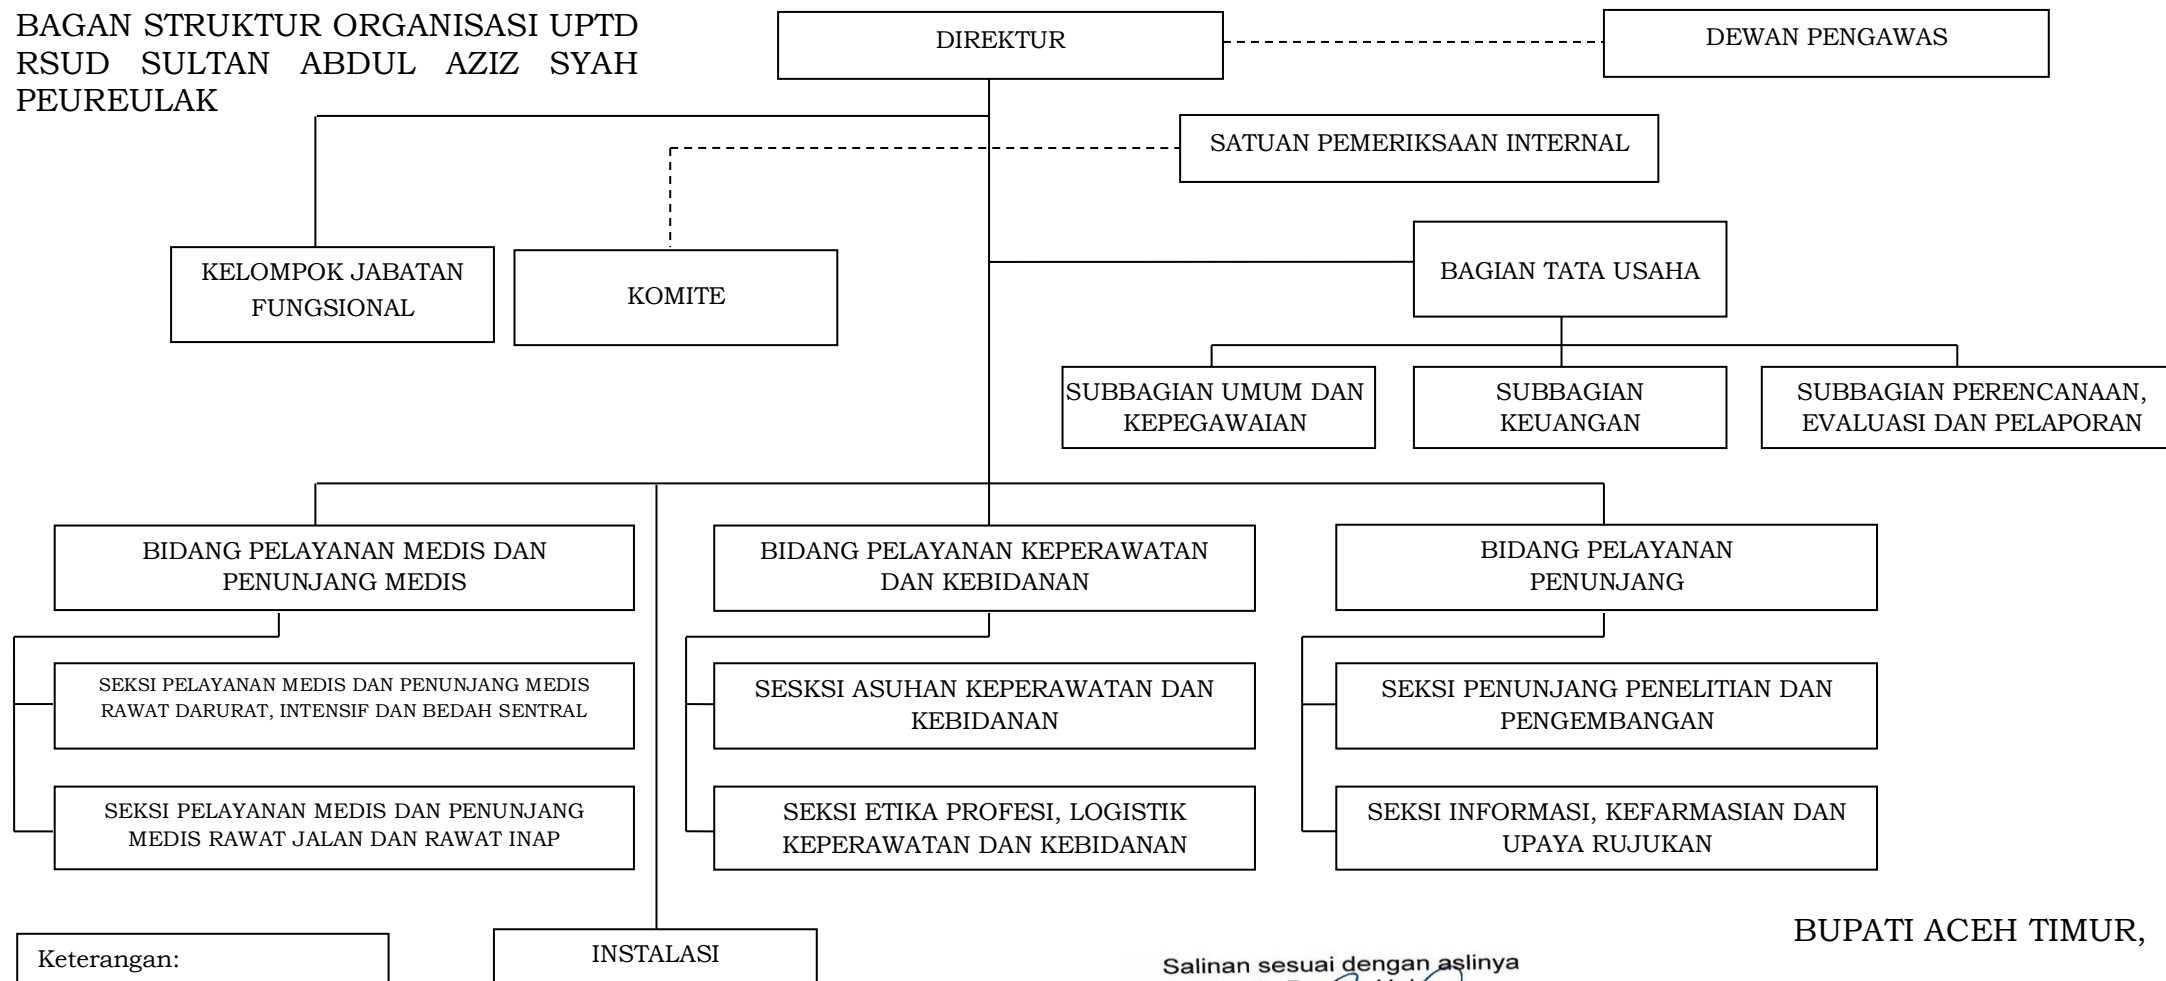 BAGAN STRUKTUR ORGANISASI UPTD
RSUD SULTAN ABDUL AZIZ SYAH
PEUREULAK
DIREKTUR
DEWAN PENGAWAS
SATUAN PEMERIKSAAN INTERNAL
KELOMPOK JABATAN
FUNGSIONAL
KOMITE
BAGIAN TATA USAHA
SUBBAGIAN UMUM DAN
KEPEGAWAIAN
SUBBAGIAN
KEUANGAN
SUBBAGIAN PERENCANAAN,
EVALUASI DAN PELAPORAN
BIDANG PELAYANAN MEDIS DAN
PENUNJANG MEDIS
BIDANG PELAYANAN KEPERAWATAN
DAN KEBIDANAN
BIDANG PELAYANAN
PENUNJANG
SEKSI PELAYANAN MEDIS DAN PENUNJANG MEDIS
RAWAT DARURAT, INTENSIF DAN BEDAH SENTRAL
SESKSI ASUHAN KEPERAWATAN DAN
KEBIDANAN
SEKSI PENUNJANG PENELITIAN DAN
PENGEMBANGAN
SEKSI PELAYANAN MEDIS DAN PENUNJANG
MEDIS RAWAT JALAN DAN RAWAT INAP
SEKSI ETIKA PROFESI, LOGISTIK
KEPERAWATAN DAN KEBIDANAN
SEKSI INFORMASI, KEFARMASIAN DAN
UPAYA RUJUKAN
Keterangan:
INSTALASI
Salinan sesuai dengan aslinya
BUPATI ACEH TIMUR,